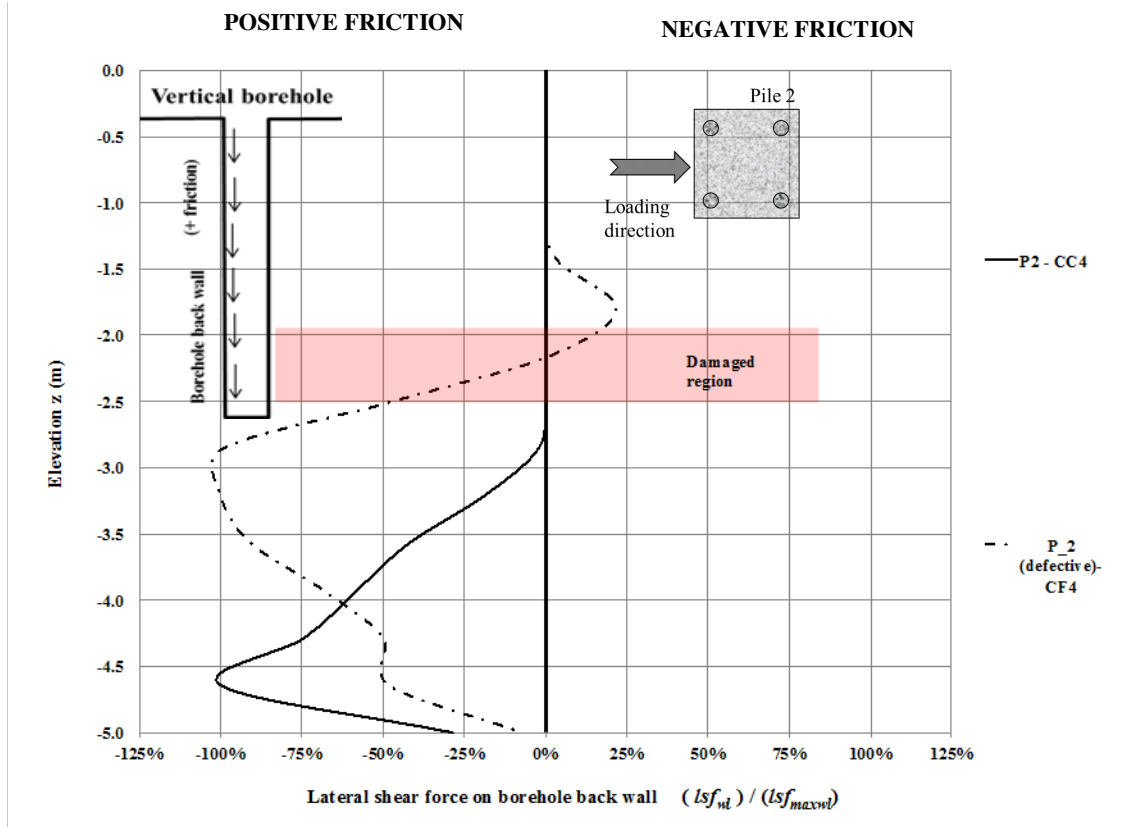 POSITIVE FRICTION
NEGATIVE FRICTION
0.0
-0.5
-1.0
-1.5
-2.0
-2.5
-3.0
-3.5
-4.0
-4.5
-5.0
Elevation z (m)
Vertical borehole
(+ friction)
Borehole back wall
Pile 2
Loading
direction
Damaged
region
P2 - CC4
P_2
(defective)-
CF4
-125% -100% -75% -50% -25% 0% 25% 50% 75% 100% 125%
Lateral shear force on borehole back wall (lsf_wl) / (lsf_maxwl)